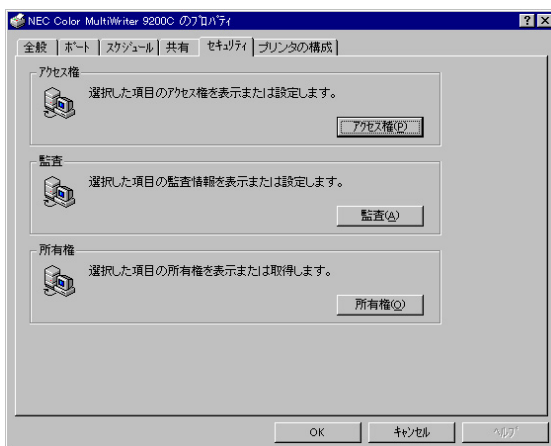 NEC Color MultiWriter 9200C のﾌﾟﾛﾊﾟﾃｨ
全般 ﾎﾟｰﾄ ｽｹｼﾞｭｰﾙ 共有 ｾｷｭﾘﾃｨ プリンタの構成
ｱｸｾｽ権
選択した項目のｱｸｾｽ権を表示または設定します。
ｱｸｾｽ権(P)
監査
選択した項目の監査情報を表示または設定します。
監査(A)
所有権
選択した項目の所有権を表示または取得します。
所有権(O)
OK ｷｬﾝｾﾙ ﾍﾙﾌﾟ